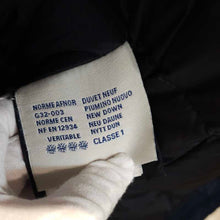 NORME AFNOR
G32-003
NORME CEN
NF EN 12934
VERITABLE
DUVET NEUF
PIUMINO NUOVO
NEW DOWN
NEU DAUNE
NYTT DUN
CLASSE 1